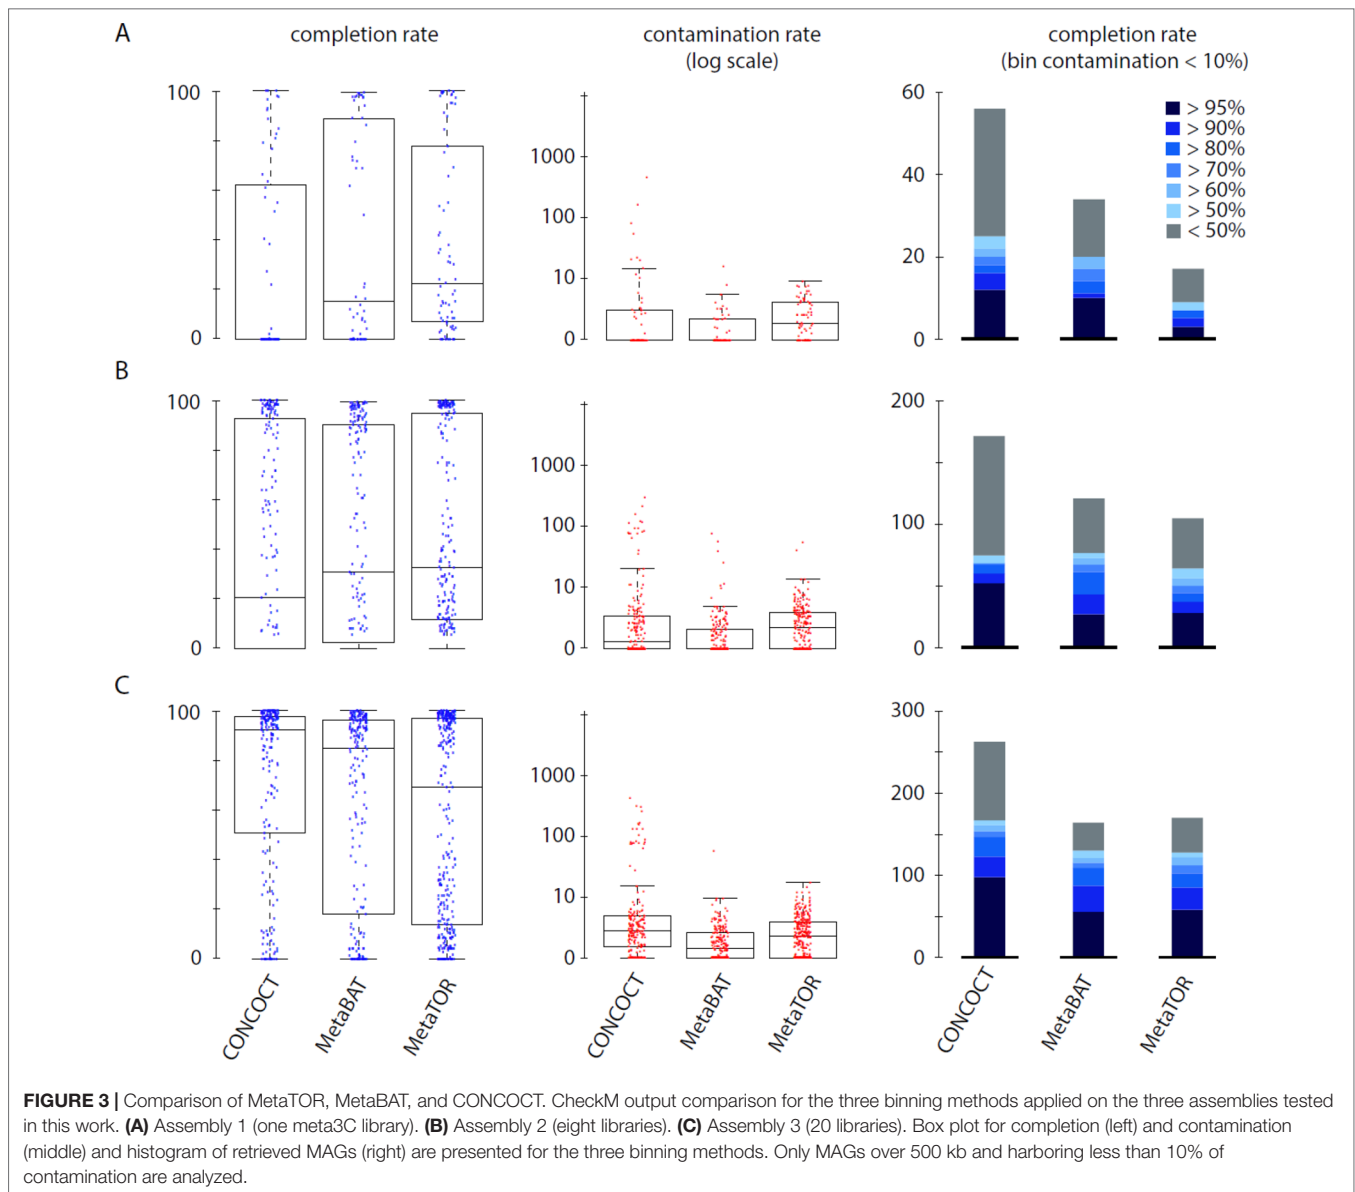 A
completion rate
contamination rate
(log scale)
completion rate
(bin contamination < 10%)
100
0
1000
100
10
0
60
40
20
0
> 95%
> 90%
> 80%
> 70%
> 60%
> 50%
< 50%
B
100
0
1000
100
10
0
200
100
0
C
100
0
1000
100
10
0
300
200
100
0
CONCOCT
MetaBAT
MetaTOR
CONCOCT
MetaBAT
MetaTOR
CONCOCT
MetaBAT
MetaTOR
FIGURE 3 | Comparison of MetaTOR, MetaBAT, and CONCOCT. CheckM output comparison for the three binning methods applied on the three assemblies tested
in this work. (A) Assembly 1 (one meta3C library). (B) Assembly 2 (eight libraries). (C) Assembly 3 (20 libraries). Box plot for completion (left) and contamination
(middle) and histogram of retrieved MAGs (right) are presented for the three binning methods. Only MAGs over 500 kb and harboring less than 10% of
contamination are analyzed.